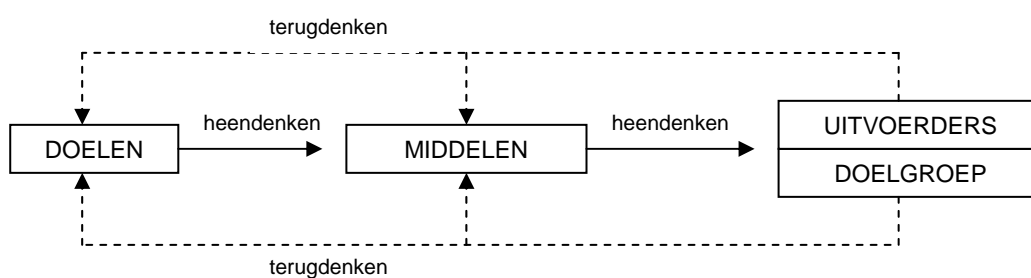 terugdenken
heendenken
heendenken
DOELEN
MIDDELEN
UITVOERDERS
DOELGROEP
terugdenken